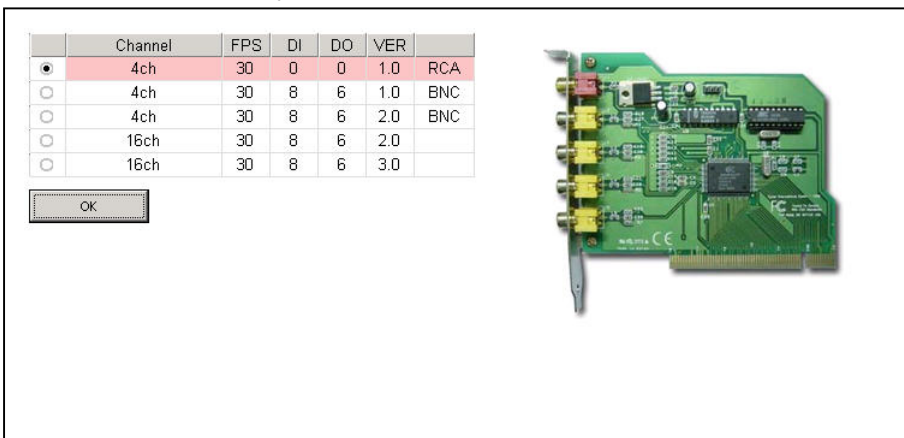 Channel FPS DI DO VER
4ch 30 0 0 1.0 RCA
4ch 30 8 6 1.0 BNC
4ch 30 8 6 2.0 BNC
16ch 30 8 6 2.0
16ch 30 8 6 3.0
OK
FC
CE